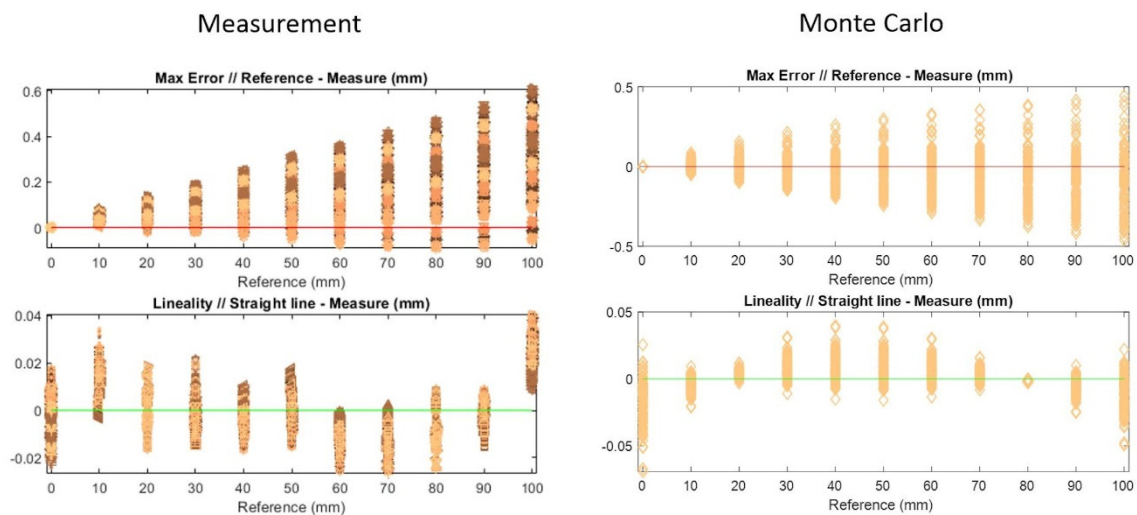 Measurement
Monte Carlo
Max Error // Reference - Measure (mm)
0.6
0.4
0.2
0
0 10 20 30 40 50 60 70 80 90 100
Reference (mm)
Lineality // Straight line - Measure (mm)
0.04
0.02
0
-0.02
0 10 20 30 40 50 60 70 80 90 100
Reference (mm)
Max Error // Reference - Measure (mm)
0.5
0
-0.5
0 10 20 30 40 50 60 70 80 90 100
Reference (mm)
Lineality // Straight line - Measure (mm)
0.05
0
-0.05
0 10 20 30 40 50 60 70 80 90 100
Reference (mm)